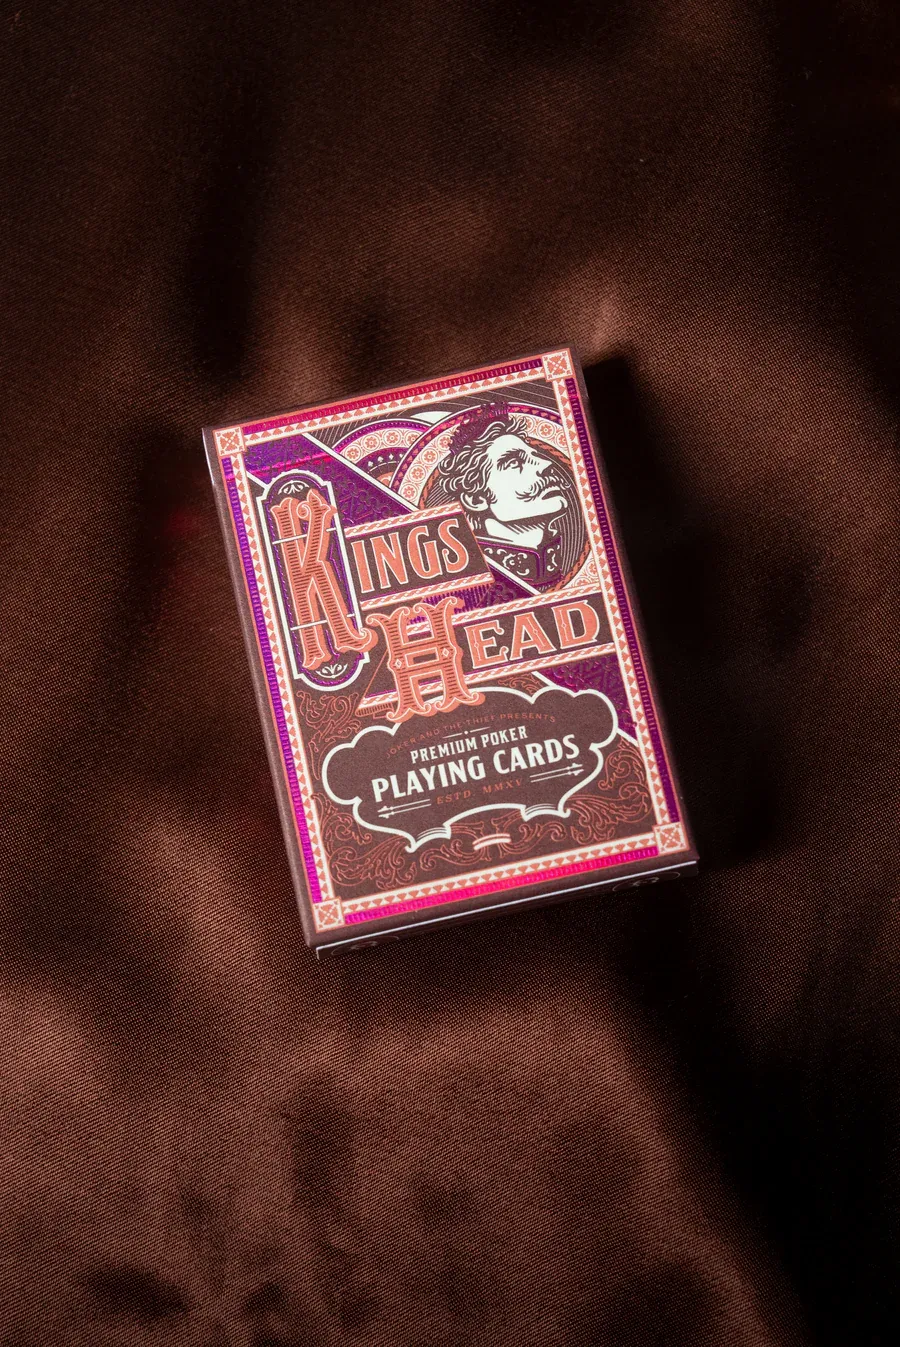 KINGS
HEAD
JOKER AND THE THIEF PRESENTS
PREMIUM POKER
PLAYING CARDS
ESTD. MMXV